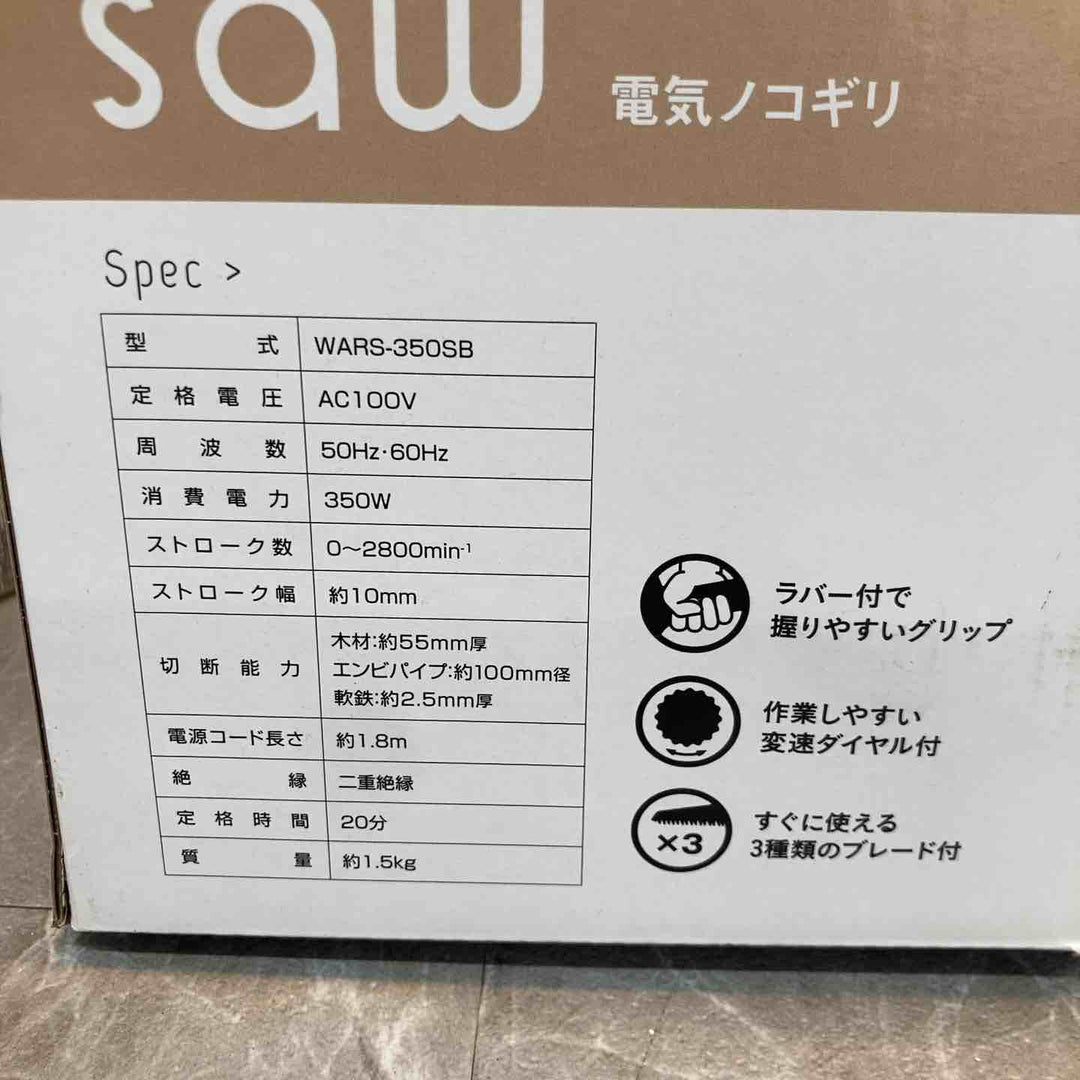 saw 電気ノコギリ
Spec >
型式 WARS-350SB
定格電圧 AC100V
周波数 50Hz・60Hz
消費電力 350W
ストローク数 0〜2800min-1
ストローク幅 約10mm
切断能力 木材:約55mm厚
エンビパイプ:約100mm径
軟鉄:約2.5mm厚
電源コード長さ 約1.8m
絶縁 二重絶縁
定格時間 20分
質量 約1.5kg
ラバー付で
握りやすいグリップ
作業しやすい
変速ダイヤル付
×3
すぐに使える
3種類のブレード付